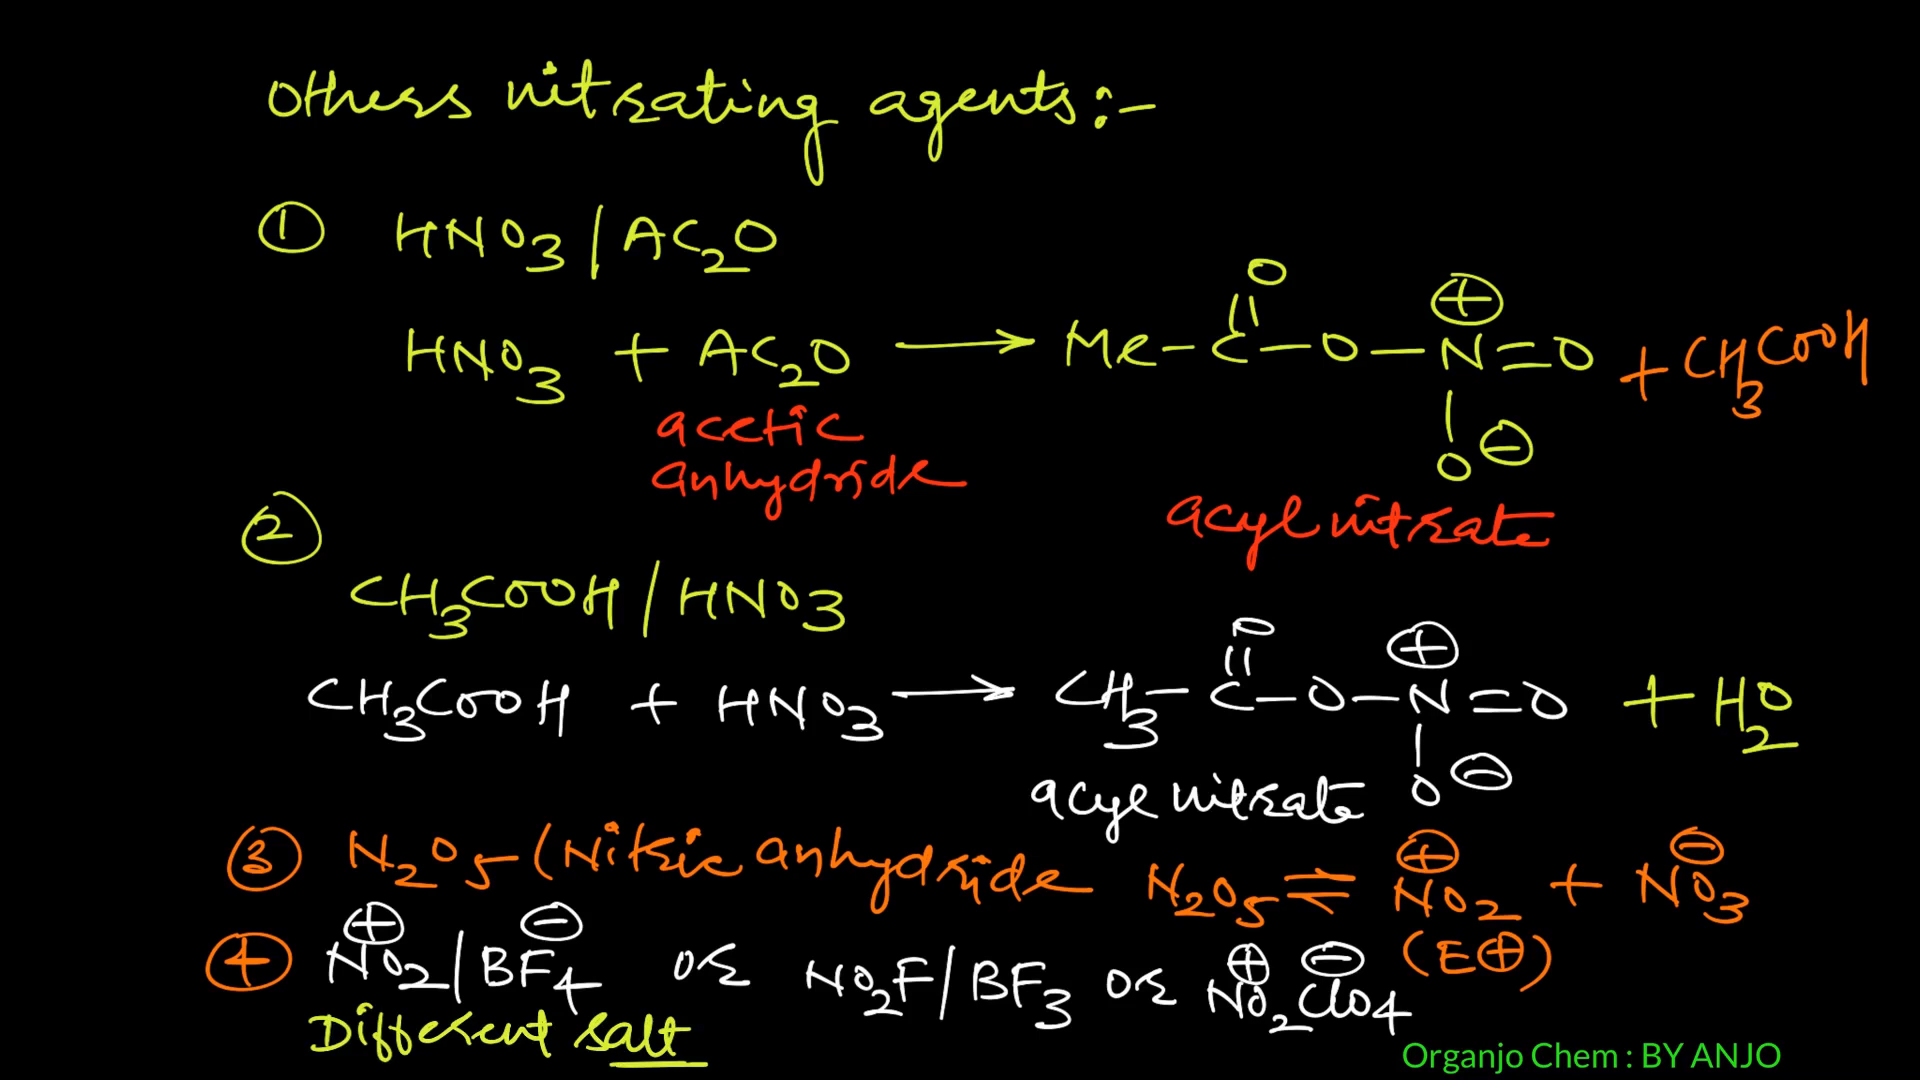 others nitrating agents:-
① HNO3 / AC2O
HNO3 + AC2O → Me-C(=O)-O-N⊕(=O)-O⊖ + CH3COOH
acetic anhydride
acyl nitrate
② CH3COOH / HNO3
CH3COOH + HNO3 → CH3-C(=O)-O-N⊕(=O)-O⊖ + H2O
acyl nitrate
③ N2O5 - (Nitric anhydride N2O5 ⇌ NO2⊕ + NO3⊖
(E⊕)
④ NO2⊕ / BF4⊖ or NO2F / BF3 or NO2⊕ ClO4⊖
Different salt
Organjo Chem : BY ANJO